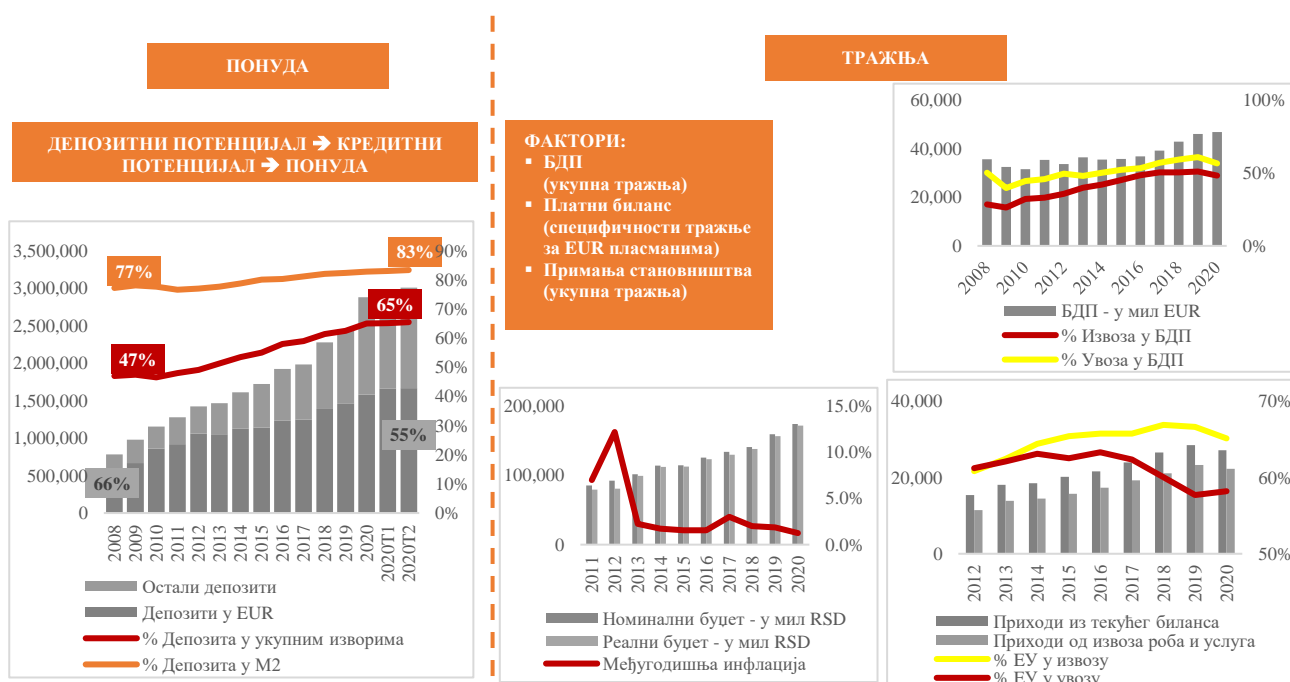 ПОНУДА
ДЕПОЗИТНИ ПОТЕНЦИЈАЛ ➔ КРЕДИТНИ
ПОТЕНЦИЈАЛ ➔ ПОНУДА
3,500,000
3,000,000
2,500,000
2,000,000
1,500,000
1,000,000
500,000
0
90%
80%
70%
60%
50%
40%
30%
20%
10%
0%
77%
83%
47%
65%
66%
55%
2008
2009
2010
2011
2012
2013
2014
2015
2016
2017
2018
2019
2020
2020T1
2020T2
Остали депозити
Депозити у EUR
% Депозита у укупним изворима
% Депозита у М2
ТРАЖЊА
ФАКТОРИ:
▪ БДП
(укупна тражња)
▪ Платни биланс
(специфичности тражње
за EUR пласманима)
▪ Примања становништва
(укупна тражња)
60,000
40,000
20,000
0
100%
50%
0%
2008
2010
2012
2014
2016
2018
2020
БДП - у мил EUR
% Извоза у БДП
% Увоза у БДП
200,000
100,000
0
15.0%
10.0%
5.0%
0.0%
2011
2012
2013
2014
2015
2016
2017
2018
2019
2020
Номинални буџет - у мил RSD
Реални буџет - у мил RSD
Међугодишња инфлација
40,000
20,000
0
70%
60%
50%
2012
2013
2014
2015
2016
2017
2018
2019
2020
Приходи из текућег биланса
Приходи од извоза роба и услуга
% ЕУ у извозу
% ЕУ у увозу